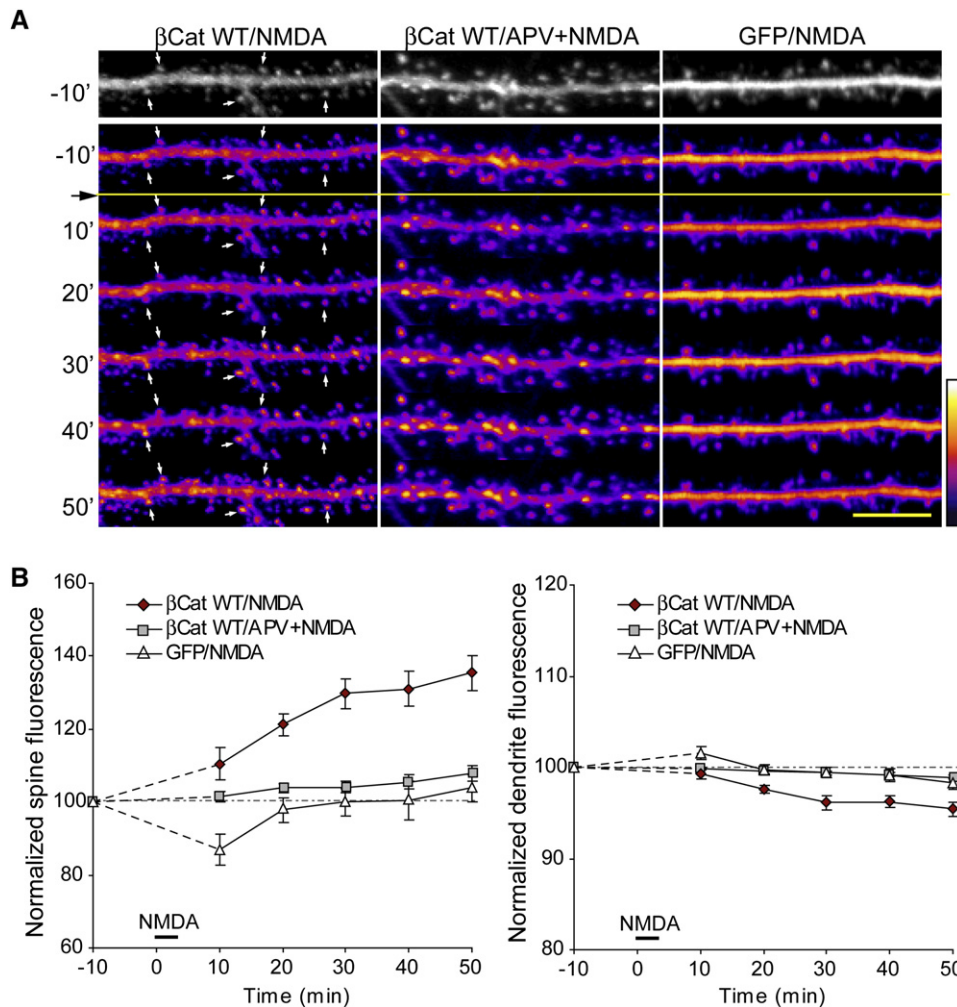 A
βCat WT/NMDA
βCat WT/APV+NMDA
GFP/NMDA
-10'
-10'
10'
20'
30'
40'
50'
B
Normalized spine fluorescence
160
140
120
100
80
60
βCat WT/NMDA
βCat WT/APV+NMDA
GFP/NMDA
NMDA
-10 0 10 20 30 40 50
Time (min)
Normalized dendrite fluorescence
120
110
100
90
80
βCat WT/NMDA
βCat WT/APV+NMDA
GFP/NMDA
NMDA
-10 0 10 20 30 40 50
Time (min)